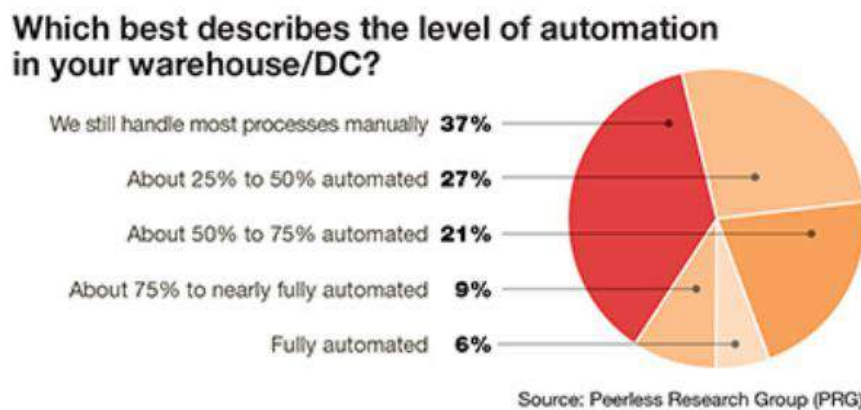 Which best describes the level of automation
in your warehouse/DC?
We still handle most processes manually 37%
About 25% to 50% automated 27%
About 50% to 75% automated 21%
About 75% to nearly fully automated 9%
Fully automated 6%
Source: Peerless Research Group (PRG)